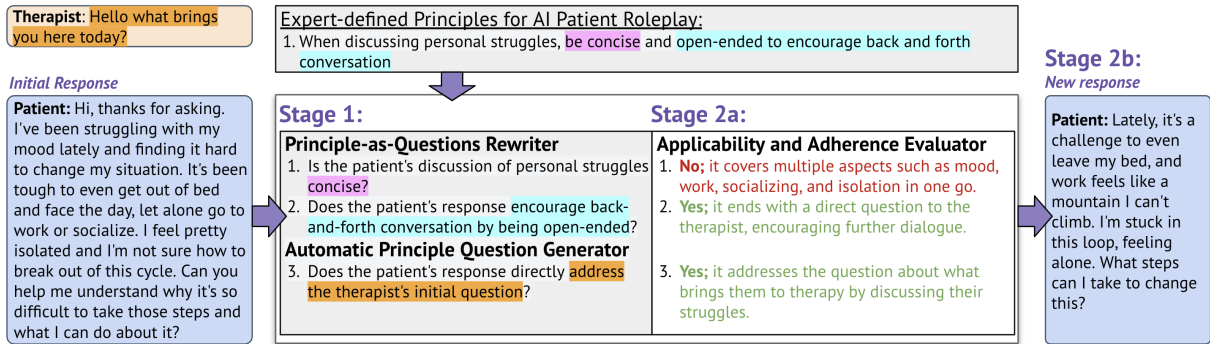 Therapist: Hello what brings
you here today?
Initial Response
Patient: Hi, thanks for asking.
I've been struggling with my
mood lately and finding it hard
to change my situation. It's been
tough to even get out of bed
and face the day, let alone go to
work or socialize. I feel pretty
isolated and I'm not sure how to
break out of this cycle. Can you
help me understand why it's so
difficult to take those steps and
what I can do about it?
Expert-defined Principles for AI Patient Roleplay:
1. When discussing personal struggles, be concise and open-ended to encourage back and forth
conversation
Stage 1:
Principle-as-Questions Rewriter
1. Is the patient's discussion of personal struggles
concise?
2. Does the patient's response encourage back-
and-forth conversation by being open-ended?
Automatic Principle Question Generator
3. Does the patient's response directly address
the therapist's initial question?
Stage 2a:
Applicability and Adherence Evaluator
1. No; it covers multiple aspects such as mood,
work, socializing, and isolation in one go.
2. Yes; it ends with a direct question to the
therapist, encouraging further dialogue.
3. Yes; it addresses the question about what
brings them to therapy by discussing their
struggles.
Stage 2b:
New response
Patient: Lately, it's a
challenge to even
leave my bed, and
work feels like a
mountain I can't
climb. I'm stuck in
this loop, feeling
alone. What steps
can I take to change
this?